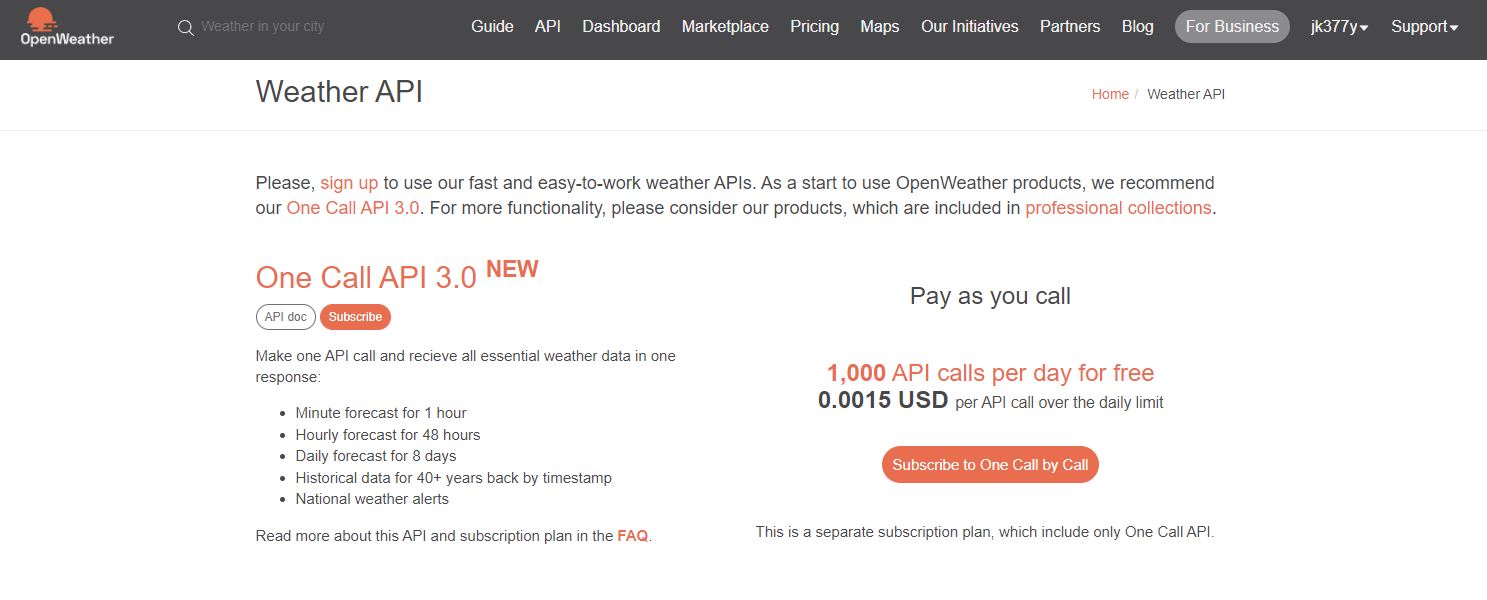 OpenWeather
Weather in your city
Guide API Dashboard Marketplace Pricing Maps Our Initiatives Partners Blog For Business jk377y Support
Weather API
Home / Weather API
Please, sign up to use our fast and easy-to-work weather APIs. As a start to use OpenWeather products, we recommend
our One Call API 3.0. For more functionality, please consider our products, which are included in professional collections.
One Call API 3.0 NEW
API doc Subscribe
Make one API call and recieve all essential weather data in one
response:
Minute forecast for 1 hour
Hourly forecast for 48 hours
Daily forecast for 8 days
Historical data for 40+ years back by timestamp
National weather alerts
Read more about this API and subscription plan in the FAQ.
Pay as you call
1,000 API calls per day for free
0.0015 USD per API call over the daily limit
Subscribe to One Call by Call
This is a separate subscription plan, which include only One Call API.